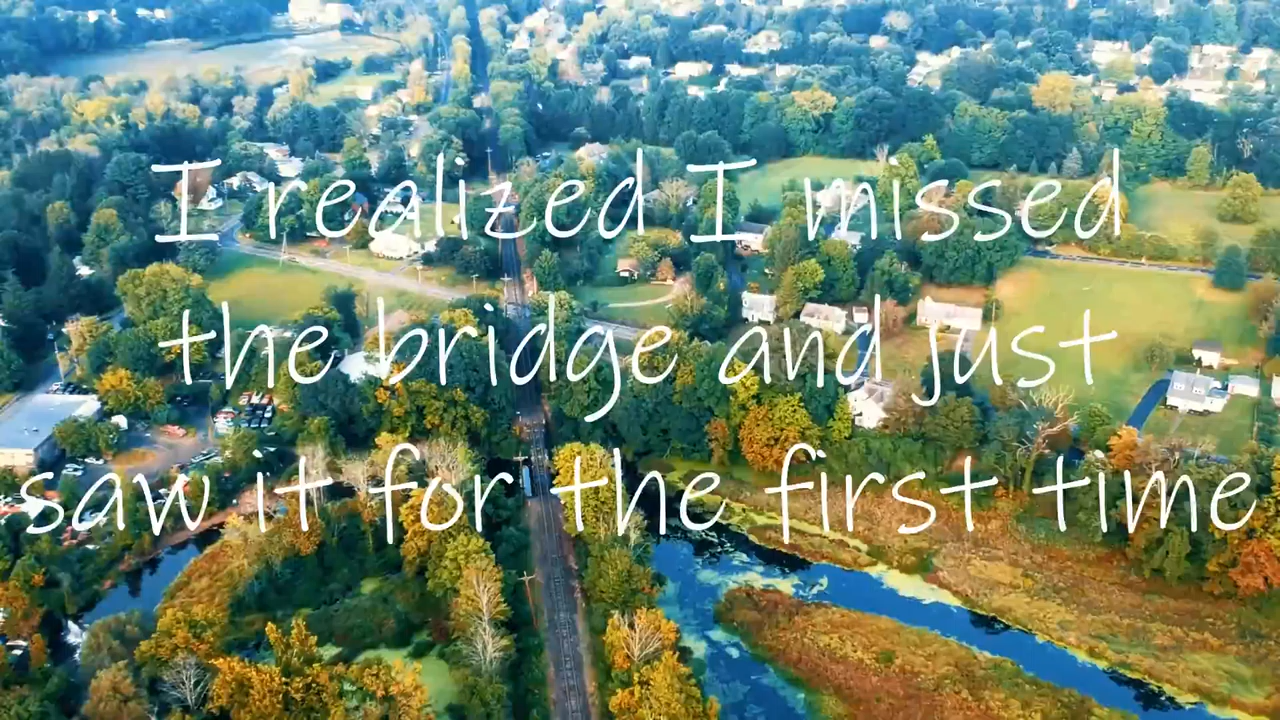 I realized I missed
the bridge and just
saw it for the first time